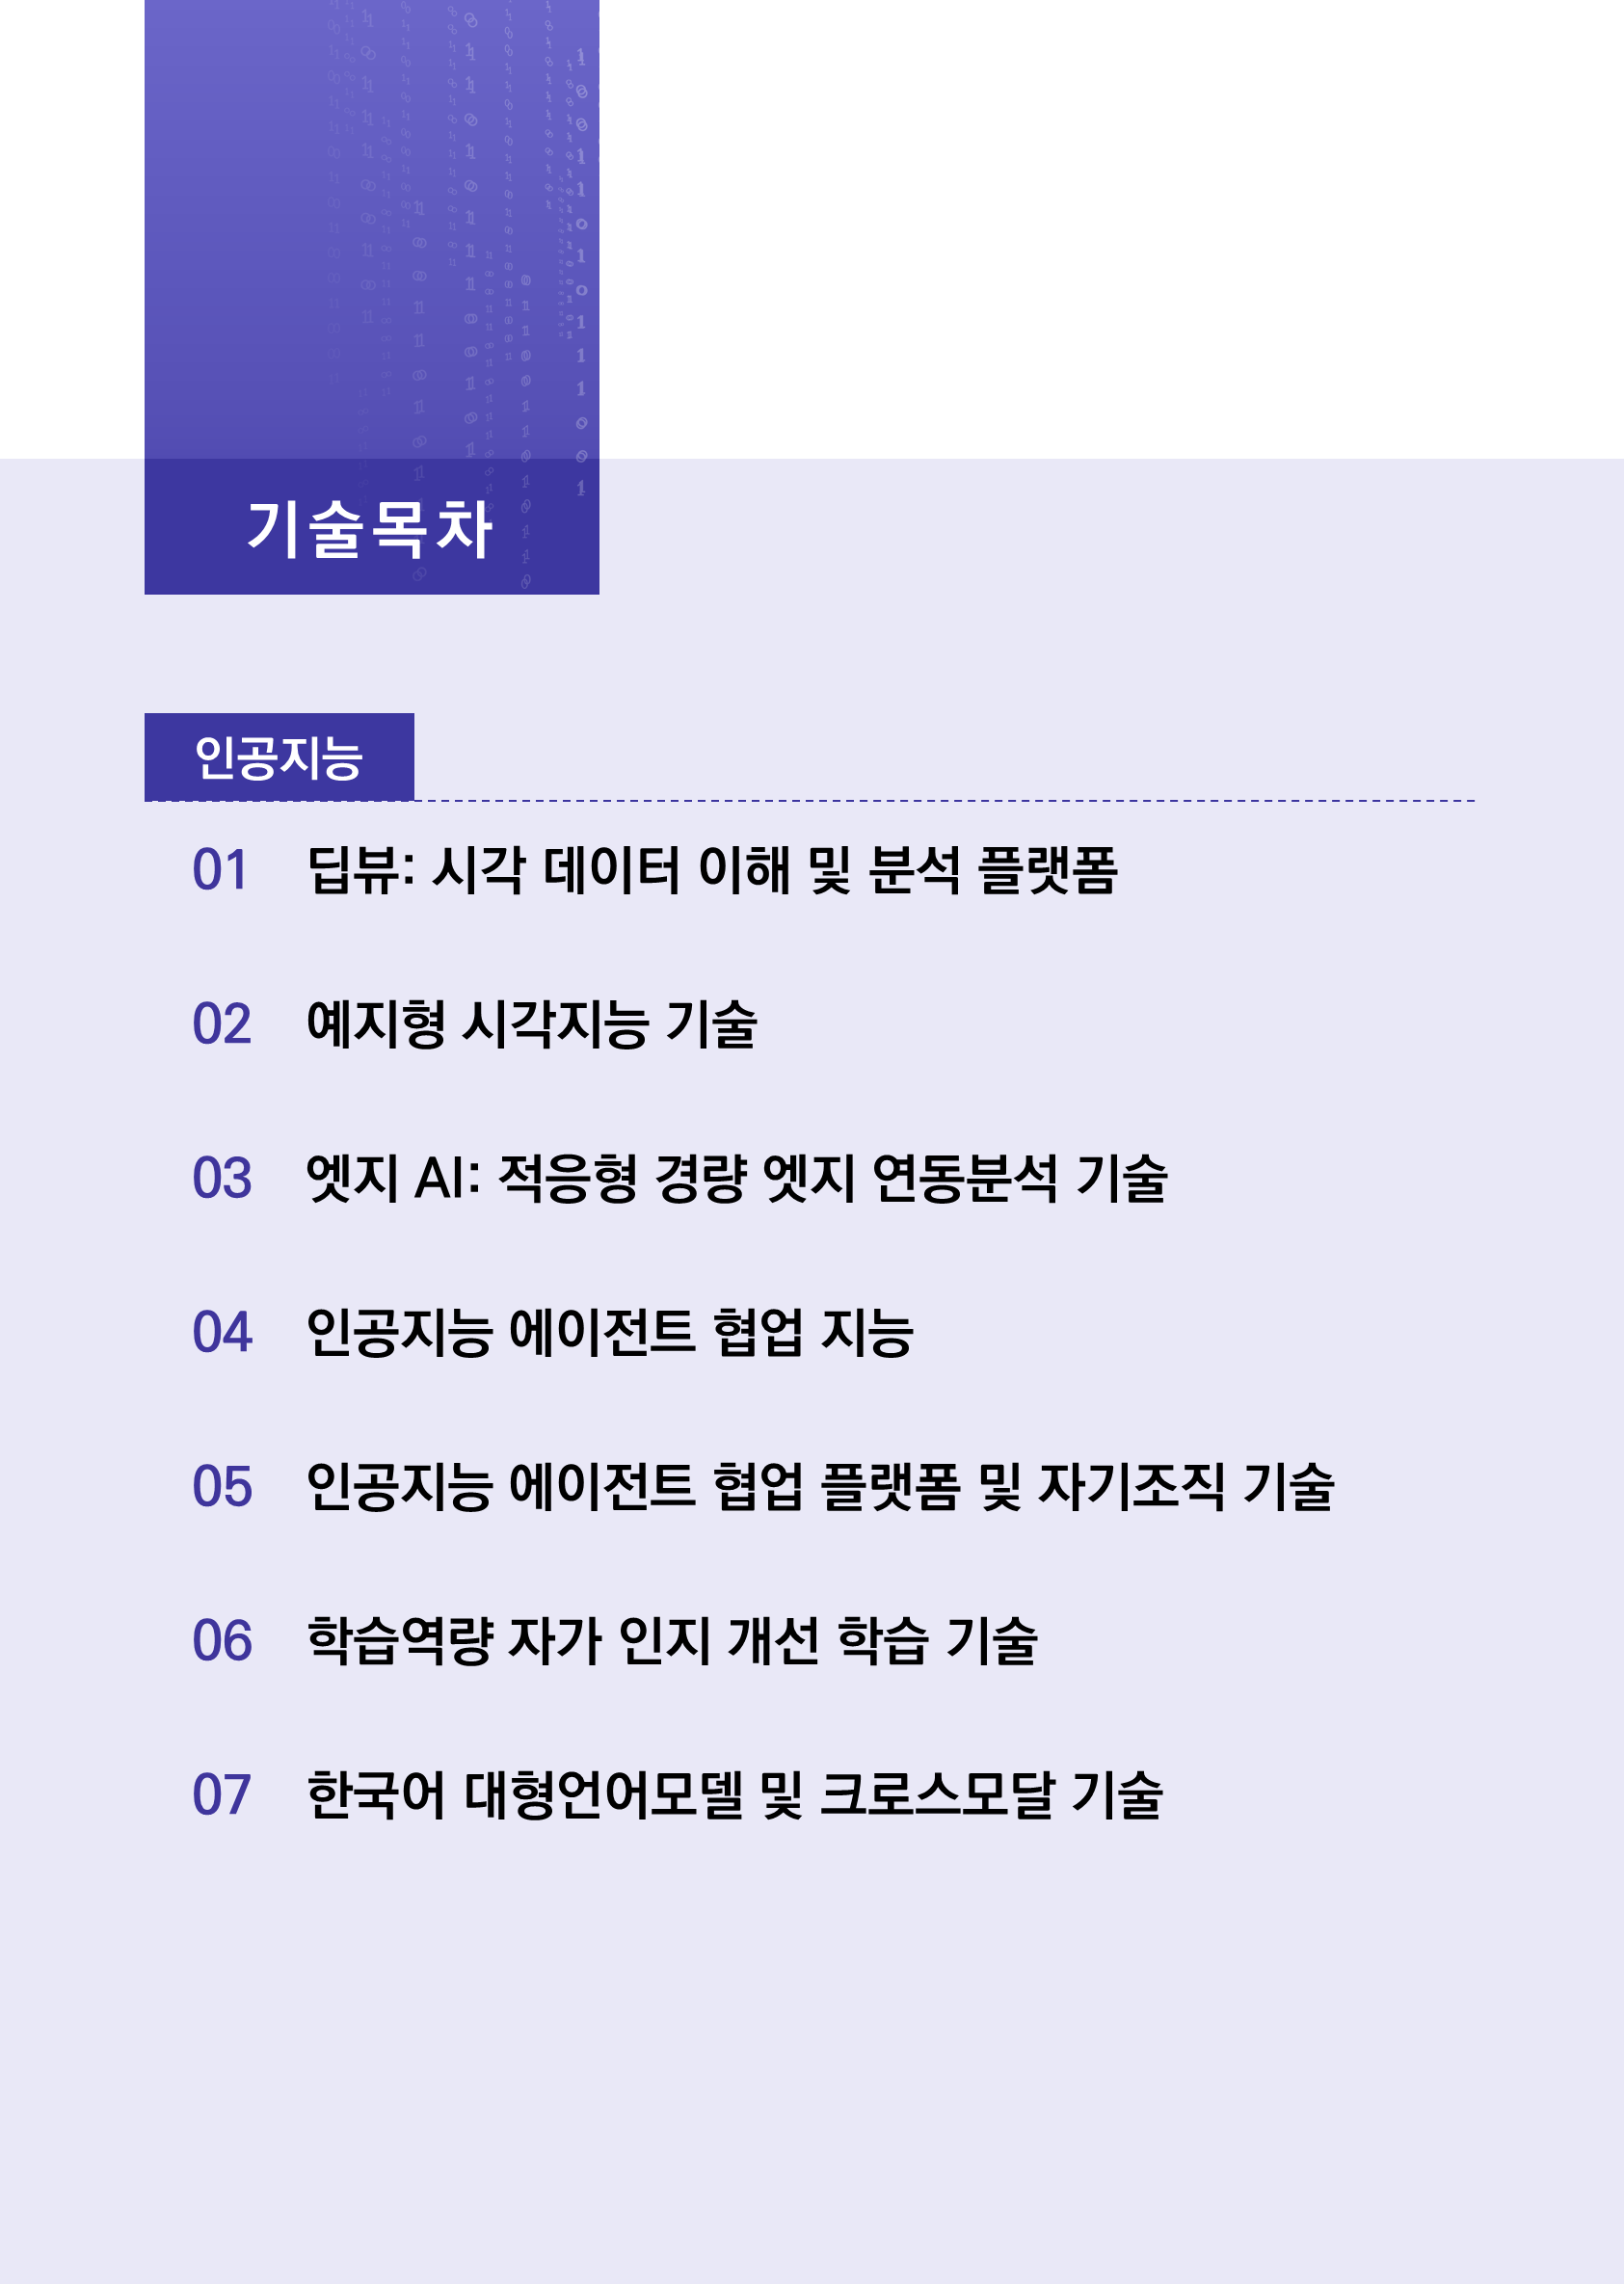 기술목차
인공지능
01 딥뷰: 시각 데이터 이해 및 분석 플랫폼
02 예지형 시각지능 기술
03 엣지 AI: 적응형 경량 엣지 연동분석 기술
04 인공지능 에이전트 협업 지능
05 인공지능 에이전트 협업 플랫폼 및 자기조직 기술
06 학습역량 자가 인지 개선 학습 기술
07 한국어 대형언어모델 및 크로스모달 기술